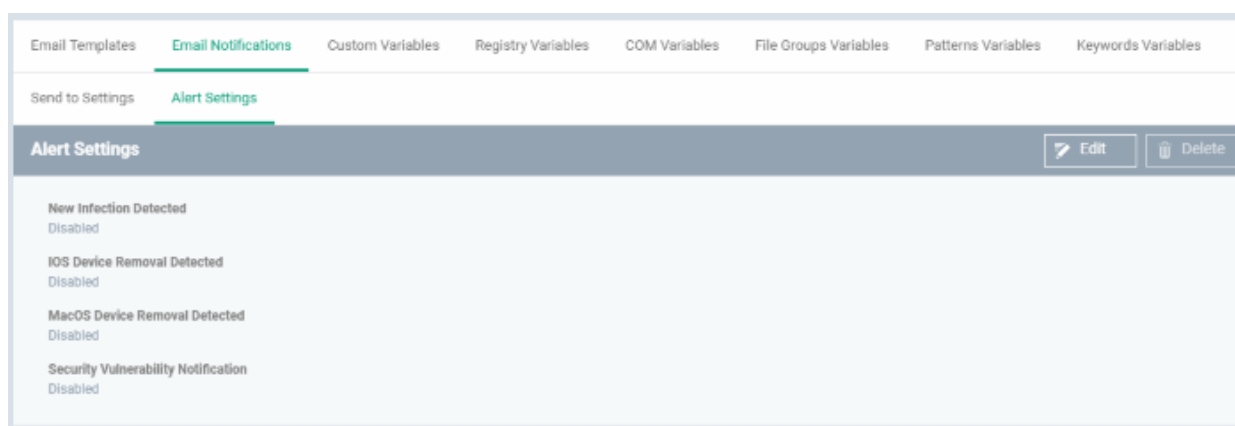 Email Templates Email Notifications Custom Variables Registry Variables COM Variables File Groups Variables Patterns Variables Keywords Variables
Send to Settings Alert Settings
Alert Settings Edit Delete
New Infection Detected
Disabled
IOS Device Removal Detected
Disabled
MacOS Device Removal Detected
Disabled
Security Vulnerability Notification
Disabled